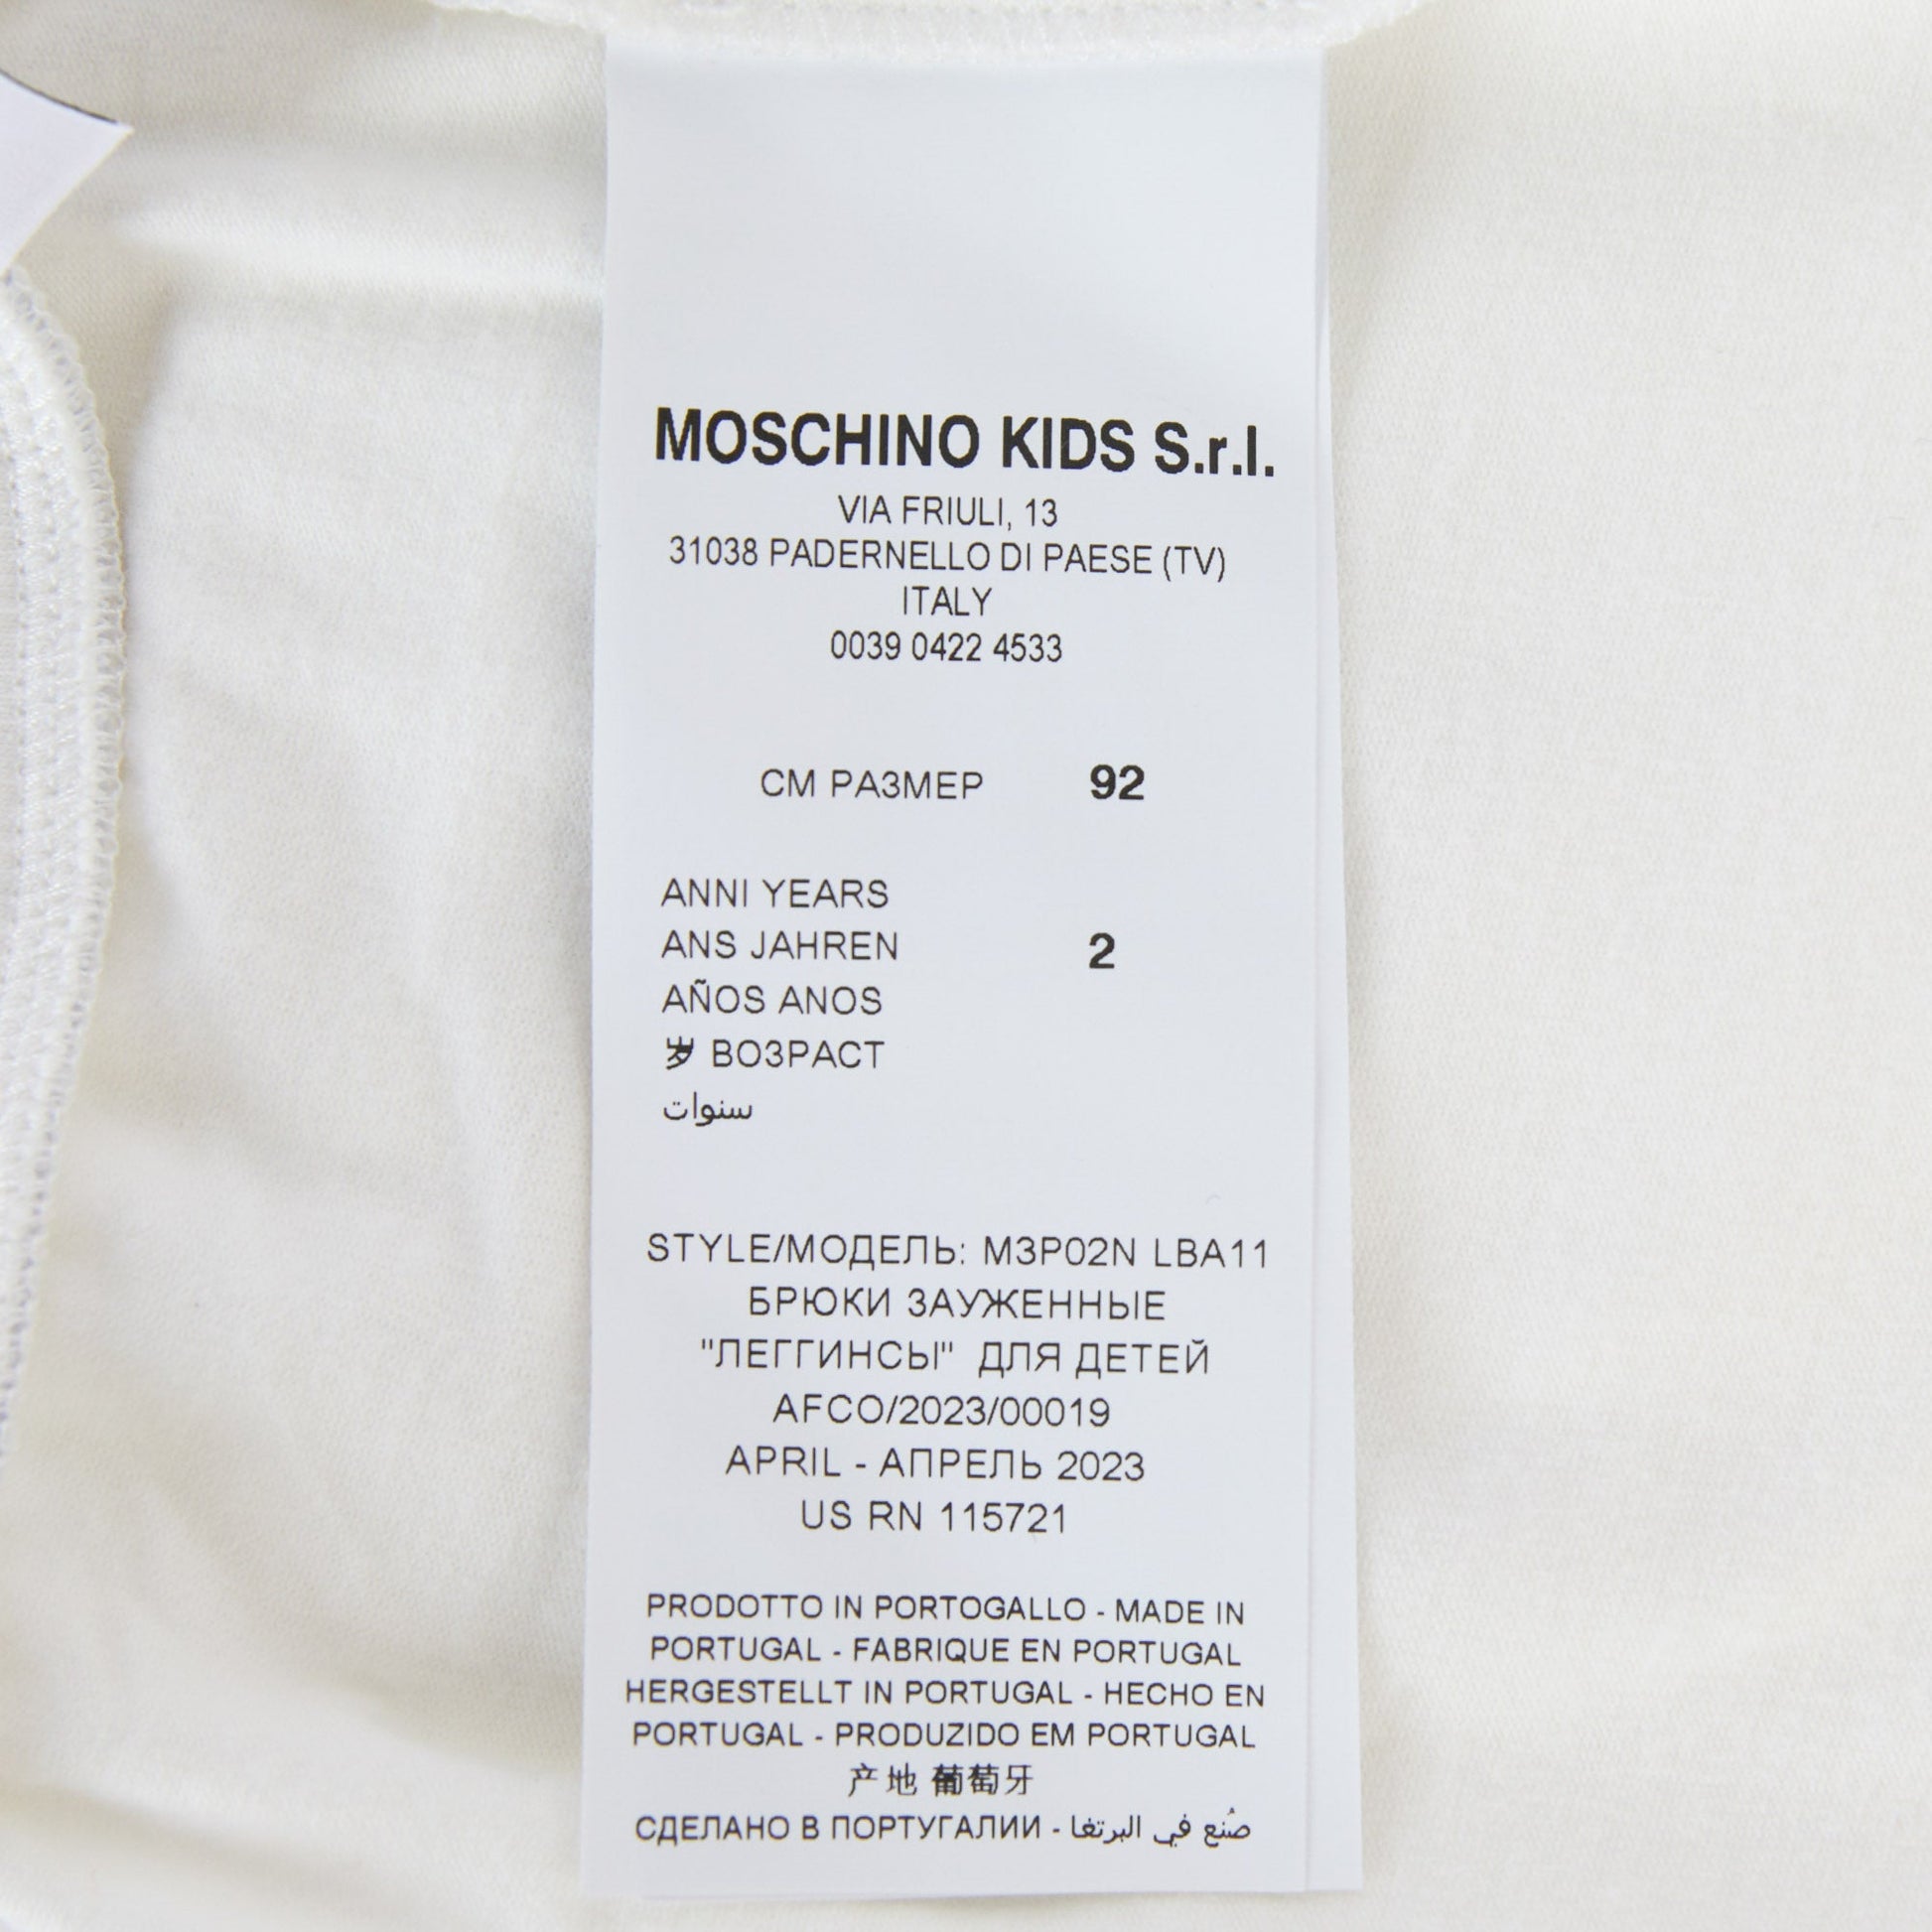 MOSCHINO KIDS S.r.l.
VIA FRIULI, 13
31038 PADERNELLO DI PAESE (TV)
ITALY
0039 0422 4533
СМ РАЗМЕР 92
ANNI YEARS
ANS JAHREN 2
AÑOS ANOS
岁 ВОЗРАСТ
سنوات
STYLE/МОДЕЛЬ: M3P02N LBA11
БРЮКИ ЗАУЖЕННЫЕ
"ЛЕГГИНСЫ" ДЛЯ ДЕТЕЙ
AFCO/2023/00019
APRIL - АПРЕЛЬ 2023
US RN 115721
PRODOTTO IN PORTOGALLO - MADE IN
PORTUGAL - FABRIQUE EN PORTUGAL
HERGESTELLT IN PORTUGAL - HECHO EN
PORTUGAL - PRODUZIDO EM PORTUGAL
产地 葡萄牙
СДЕЛАНО В ПОРТУГАЛИИ - صُنع في البرتغا